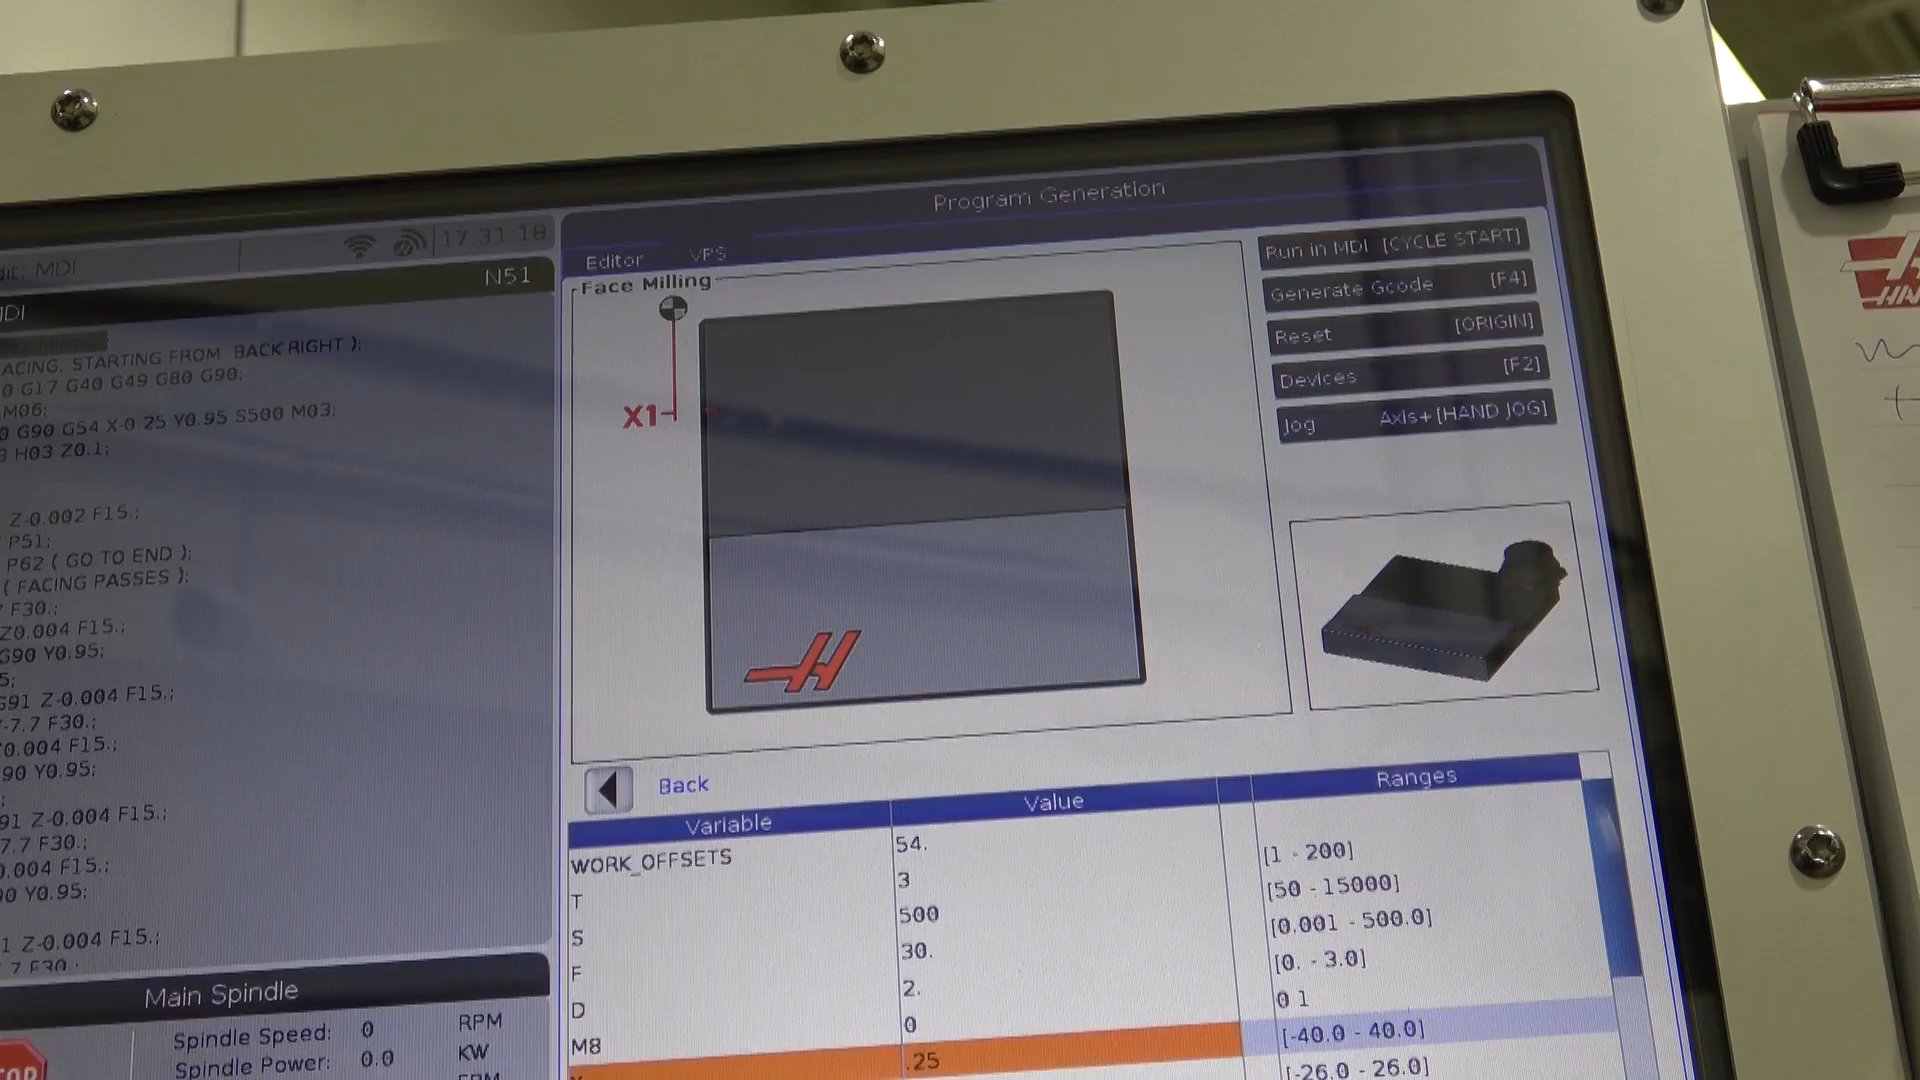 dit: MDI
17:31:18
MDI
N51
ACING, STARTING FROM BACK RIGHT );
0 G17 G40 G49 G80 G90;
M06;
0 G90 G54 X-0.25 Y0.95 S500 M03;
3 H03 Z0.1;
Z-0.002 F15.;
P51;
P62 ( GO TO END );
( FACING PASSES );
F30.;
Z0.004 F15.;
G90 Y0.95;
5;
G91 Z-0.004 F15.;
-7.7 F30.;
0.004 F15.;
90 Y0.95;
;
91 Z-0.004 F15.;
7.7 F30.;
0.004 F15.;
90 Y0.95;
1 Z-0.004 F15.;
7 F30.;
Main Spindle
TOP
Spindle Speed: 0 RPM
Spindle Power: 0.0 KW
Program Generation
Editor VPS
Face Milling
X1
Run in MDI [CYCLE START]
Generate Gcode [F4]
Reset [ORIGIN]
Devices [F2]
Jog Axis+ [HAND JOG]
Back
Variable Value Ranges
WORK_OFFSETS 54.
T 3 [1 - 200]
S 500 [50 - 15000]
F 30. [0.001 - 500.0]
D 2. [0. - 3.0]
M8 0 0 1
.25 [-40.0 - 40.0]
[-26.0 - 26.0]